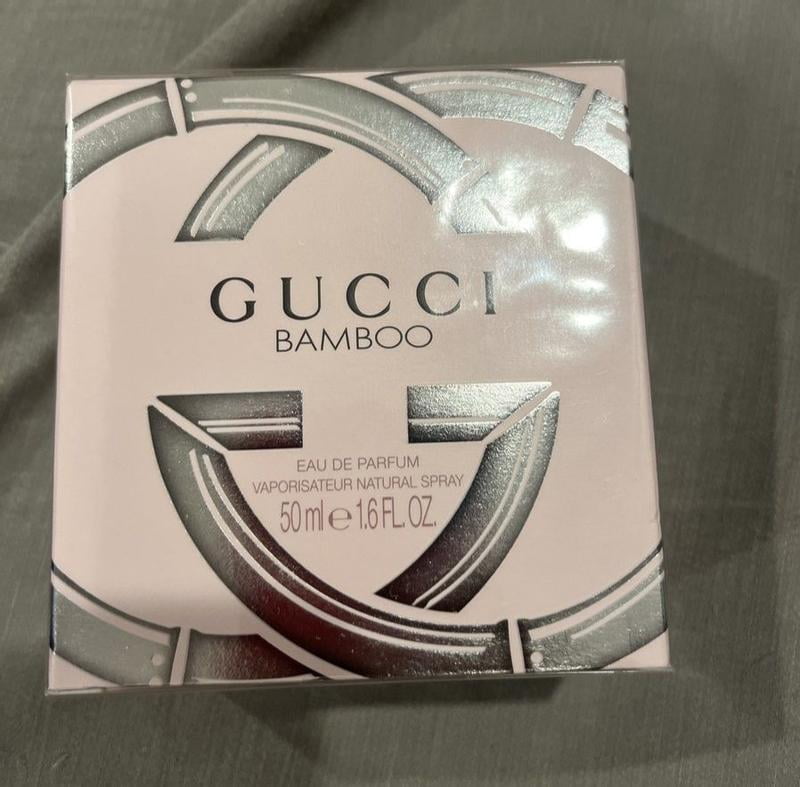 GUCCI
BAMBOO
EAU DE PARFUM
VAPORISATEUR NATURAL SPRAY
50 ml e 1.6 FL. OZ.